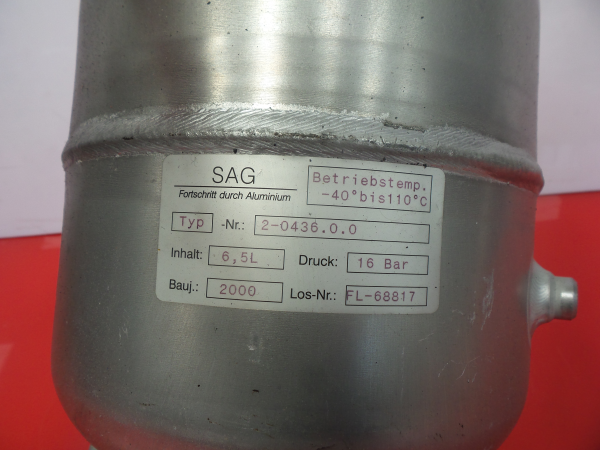 SAG
Fortschritt durch Aluminium
Betriebstemp.
-40°bis110°C
Typ -Nr.: 2-0436.0.0
Inhalt: 6,5L Druck: 16 Bar
Bauj.: 2000 Los-Nr.: FL-68817